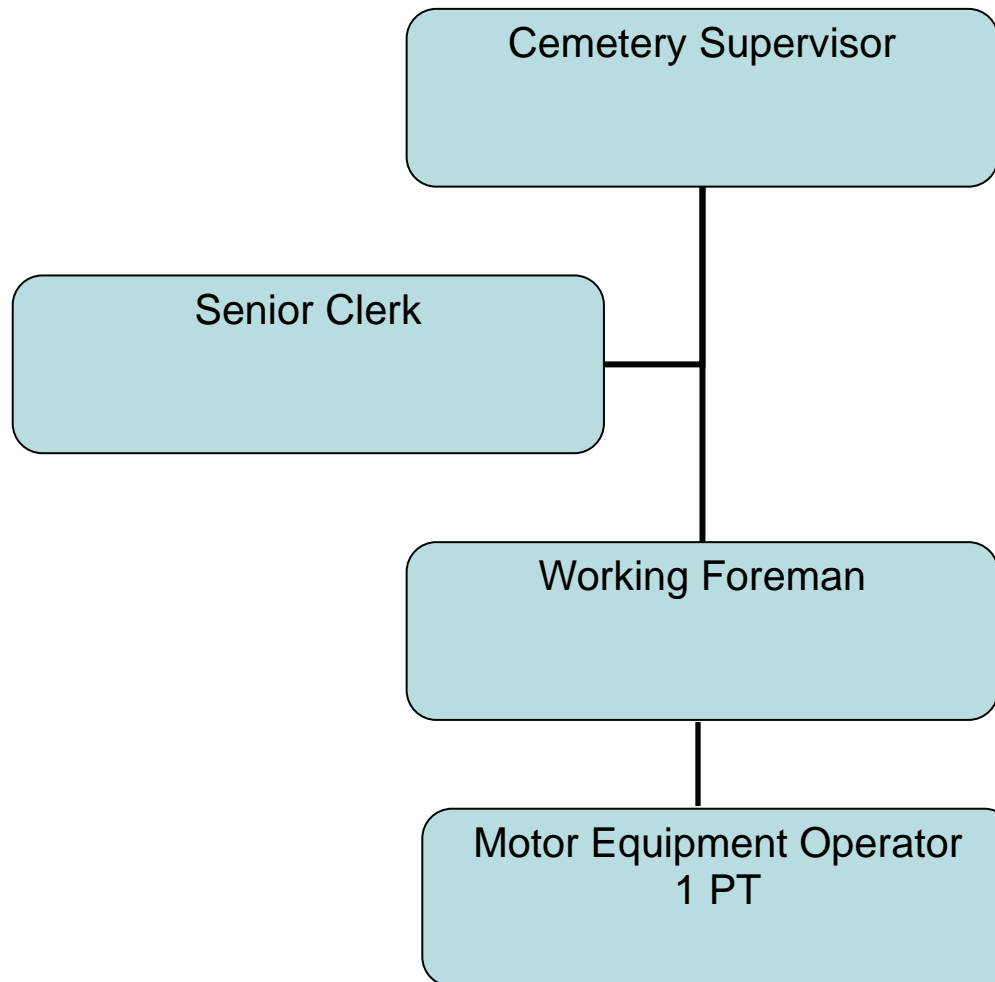 Cemetery Supervisor
Senior Clerk
Working Foreman
Motor Equipment Operator
1 PT